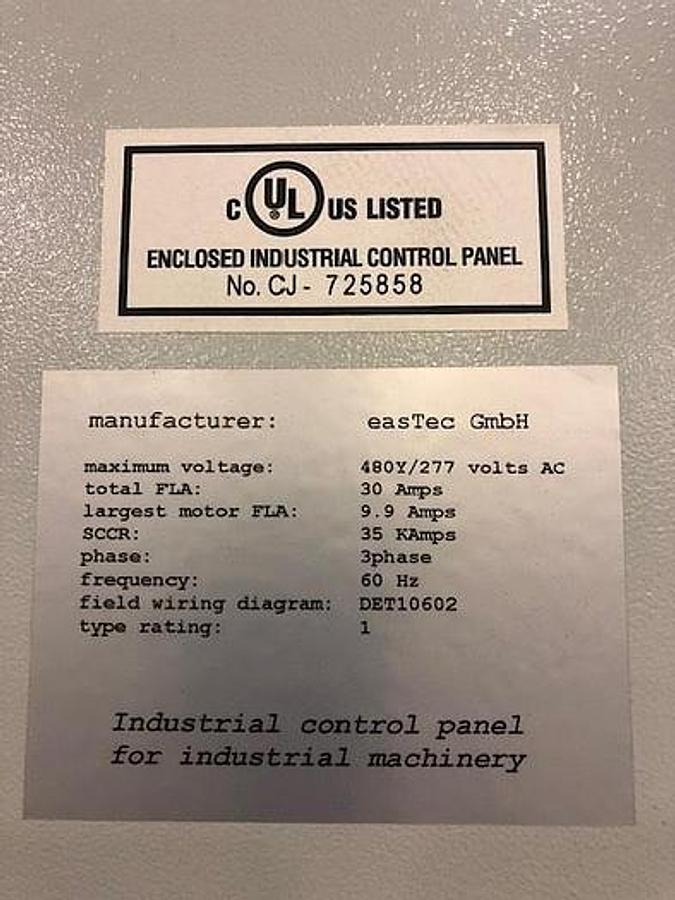 C UL® US LISTED
ENCLOSED INDUSTRIAL CONTROL PANEL
No. CJ - 725858
manufacturer: easTec GmbH
maximum voltage: 480Y/277 volts AC
total FLA: 30 Amps
largest motor FLA: 9.9 Amps
SCCR: 35 KAmps
phase: 3phase
frequency: 60 Hz
field wiring diagram: DET10602
type rating: 1
Industrial control panel
for industrial machinery